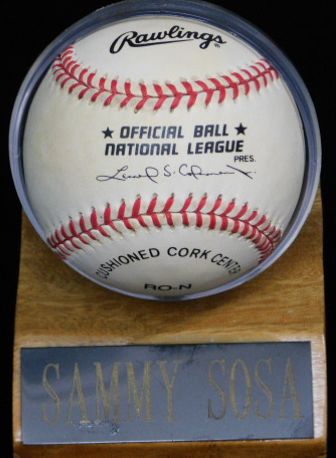 Rawlings
★ OFFICIAL BALL ★
NATIONAL LEAGUE
PRES.
CUSHIONED CORK CENTER
RO-N
SAMMY SOSA